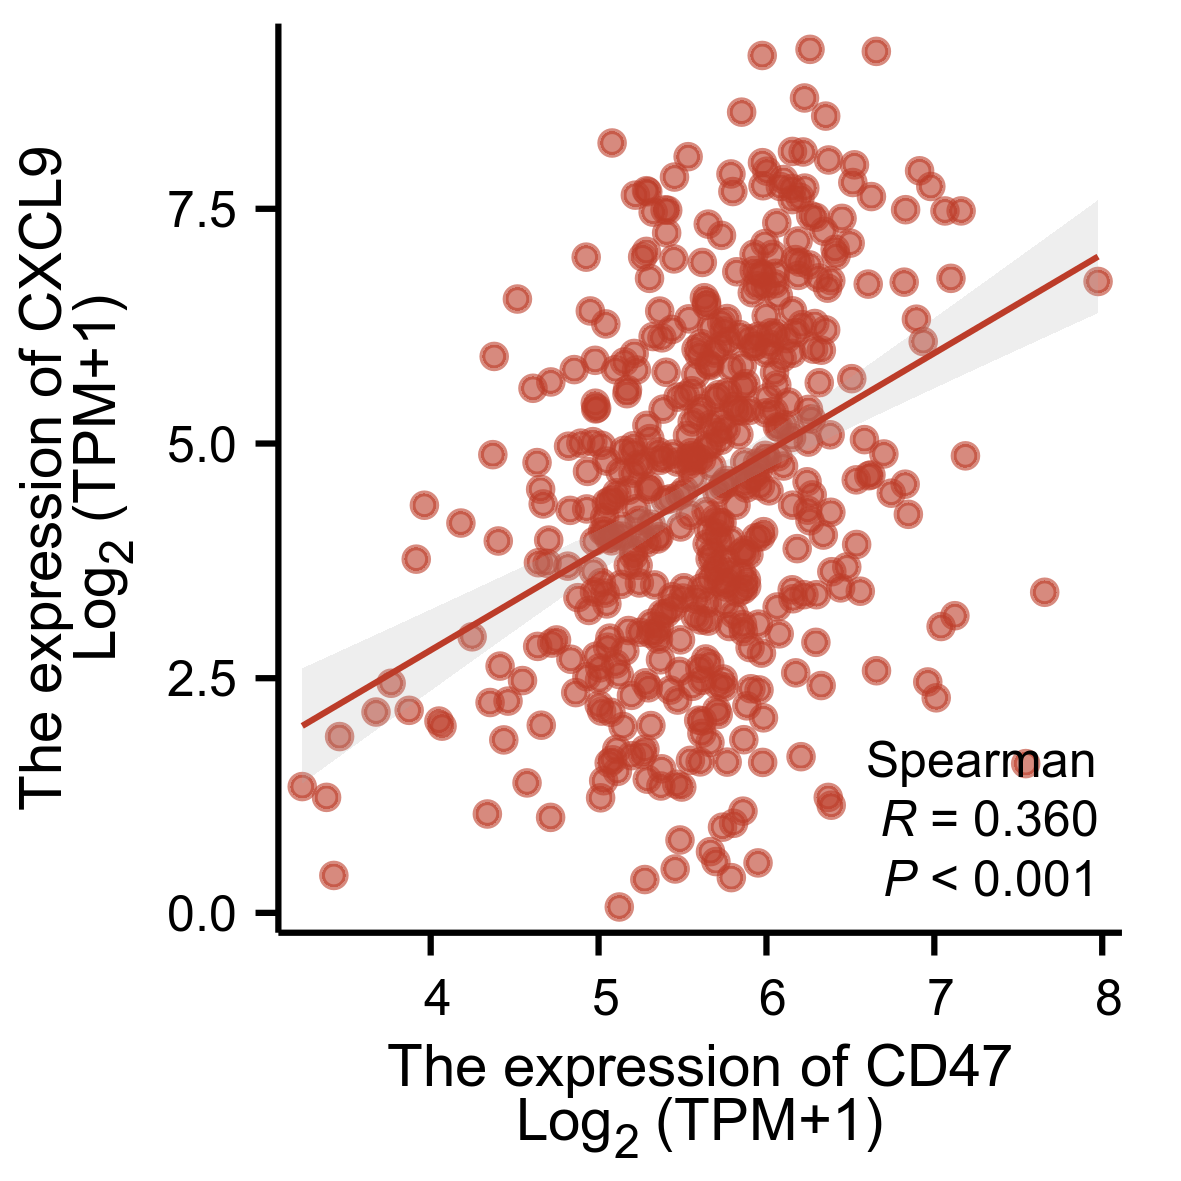 The expression of CXCL9
Log₂ (TPM+1)
7.5
5.0
2.5
0.0
Spearman
R = 0.360
P < 0.001
4 5 6 7 8
The expression of CD47
Log₂ (TPM+1)